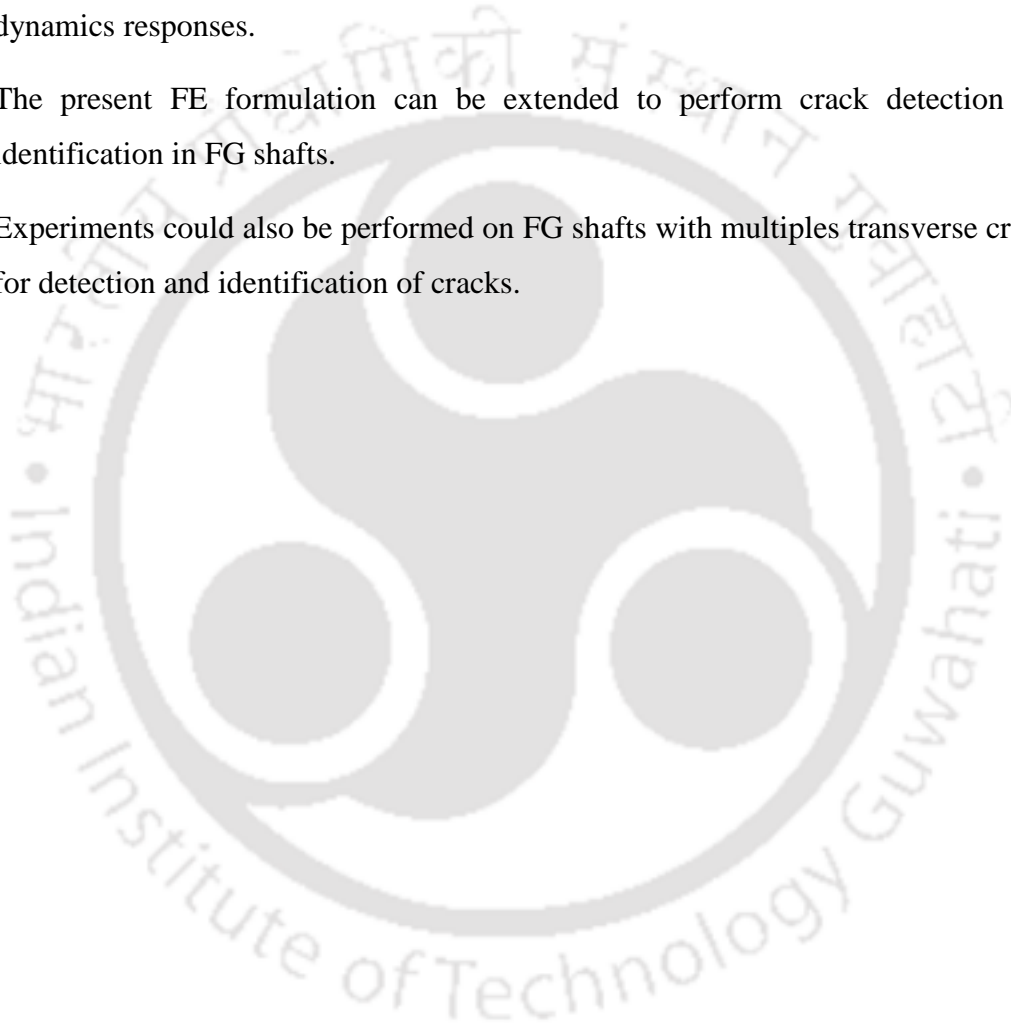 dynamics responses.
The present FE formulation can be extended to perform crack detection
identification in FG shafts.
Experiments could also be performed on FG shafts with multiples transverse cr
for detection and identification of cracks.
भारतीय प्रौद्योगिकी संस्थान गुवाहाटी
Indian Institute of Technology Guwahati